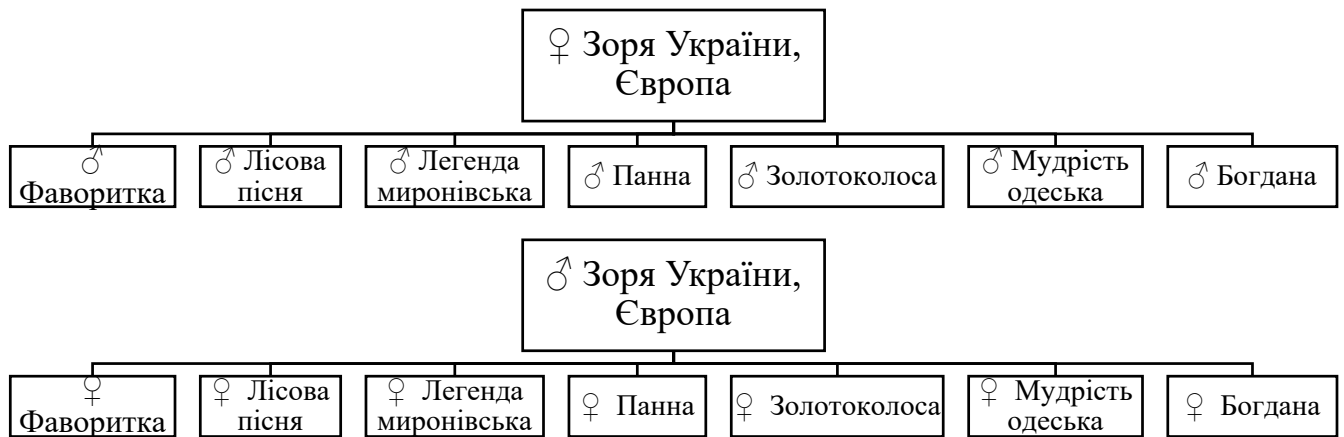 ♀ Зоря України,
Європа
♂
Фаворитка
♂ Лісова
пісня
♂ Легенда
миронівська
♂ Панна
♂ Золотоколоса
♂ Мудрість
одеська
♂ Богдана
♂ Зоря України,
Європа
♀
Фаворитка
♀ Лісова
пісня
♀ Легенда
миронівська
♀ Панна
♀ Золотоколоса
♀ Мудрість
одеська
♀ Богдана